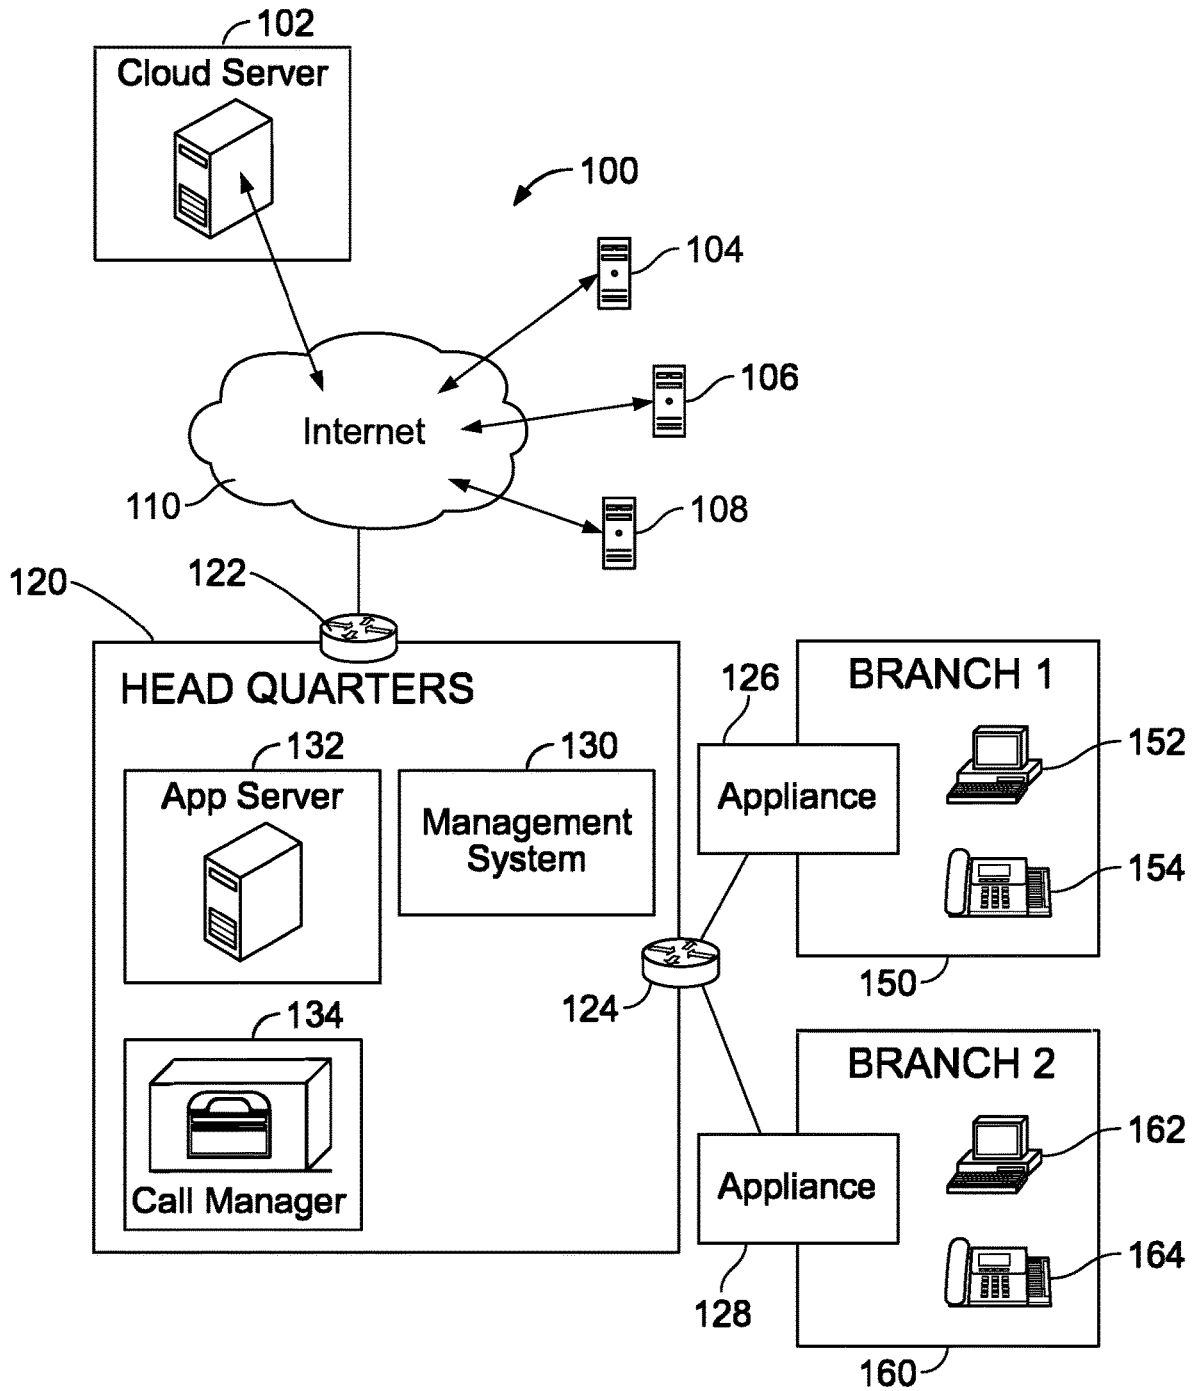 102
Cloud Server
100
104
106
Internet
110
108
122
120
HEAD QUARTERS
BRANCH 1
126
132
130
152
App Server
Management
System
Appliance
154
124
150
134
BRANCH 2
162
Appliance
Call Manager
164
128
160